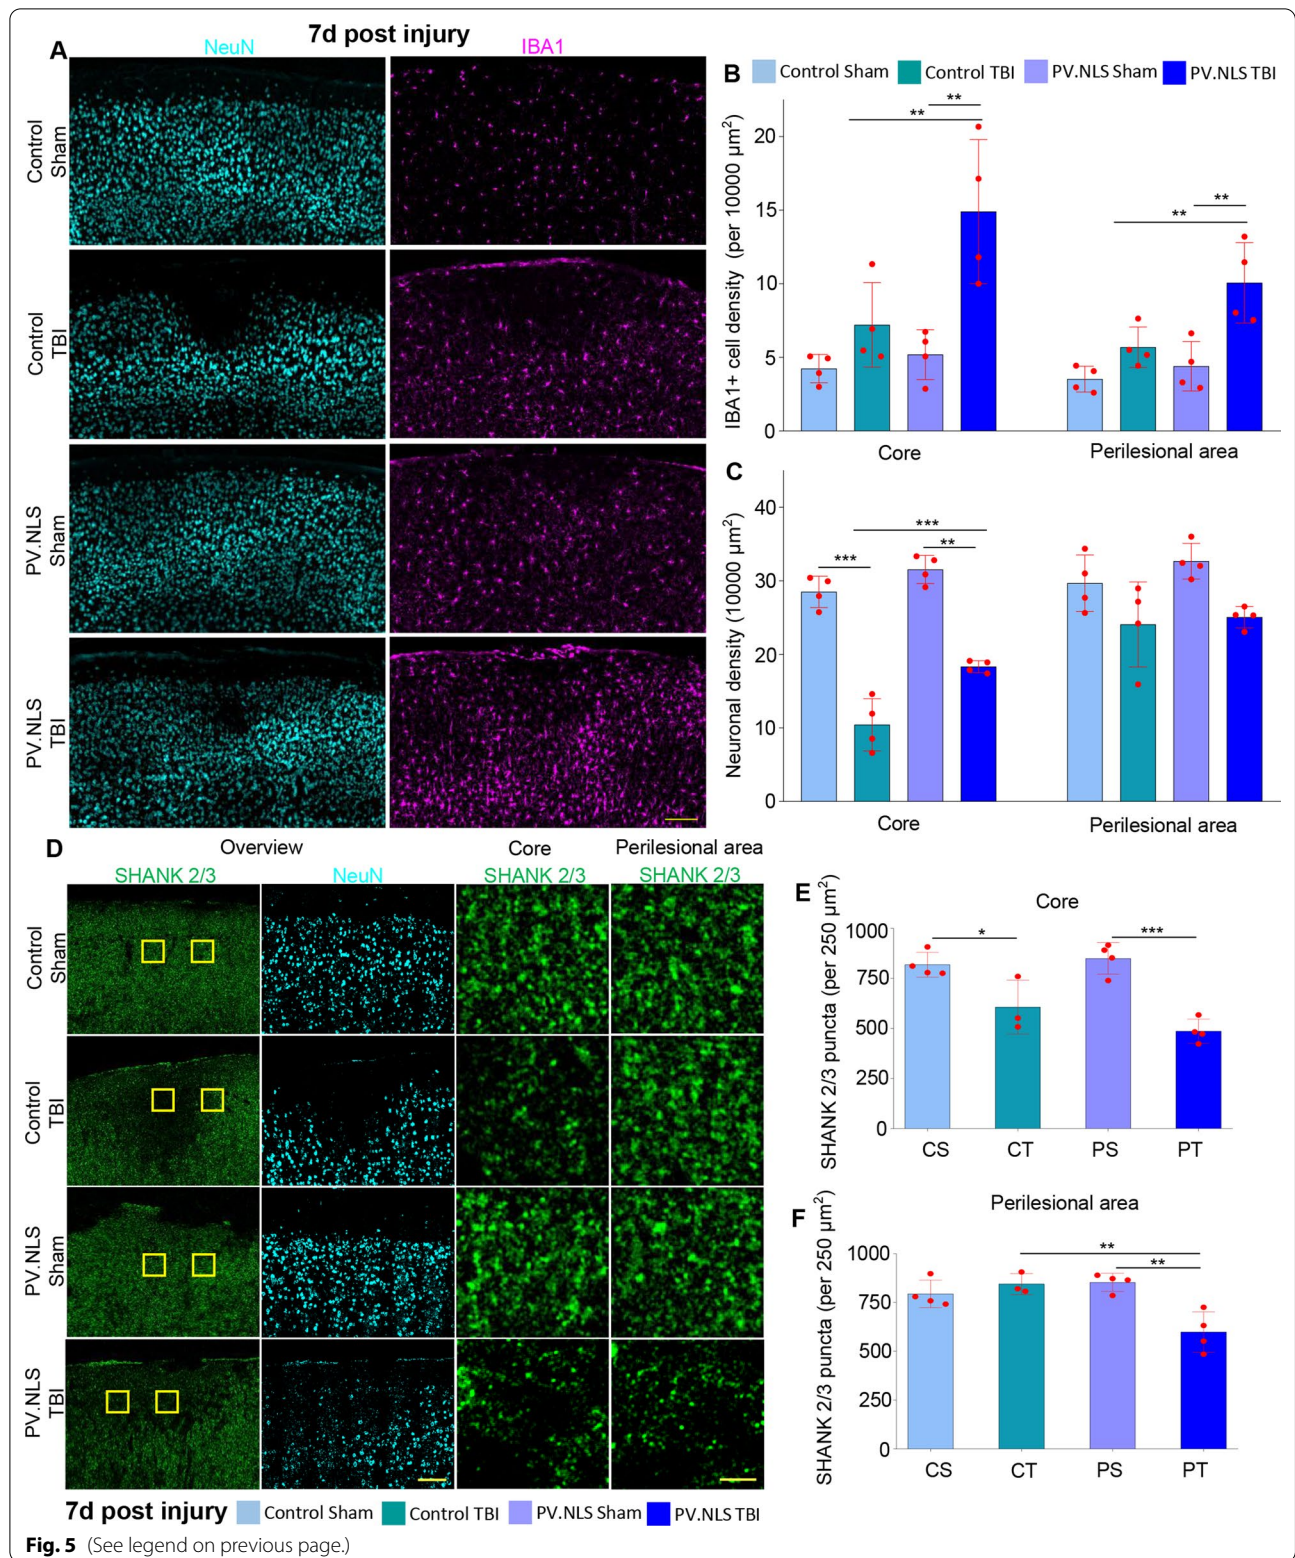 7d post injury
A
NeuN
IBA1
Control
Sham
Control
TBI
PV.NLS
Sham
PV.NLS
TBI
B
Control Sham
Control TBI
PV.NLS Sham
PV.NLS TBI
IBA1+ cell density (per 10000 µm²)
20
15
10
5
0
**
**
**
**
Core
Perilesional area
C
Neuronal density (10000 µm²)
40
30
20
10
0
***
***
**
Core
Perilesional area
D
Overview
Core
Perilesional area
SHANK 2/3
NeuN
SHANK 2/3
SHANK 2/3
Control
Sham
Control
TBI
PV.NLS
Sham
PV.NLS
TBI
E
Core
SHANK 2/3 puncta (per 250 µm²)
1000
750
500
250
0
*
***
CS
CT
PS
PT
F
Perilesional area
SHANK 2/3 puncta (per 250 µm²)
1000
750
500
250
0
**
**
CS
CT
PS
PT
7d post injury
Control Sham
Control TBI
PV.NLS Sham
PV.NLS TBI
Fig. 5 (See legend on previous page.)